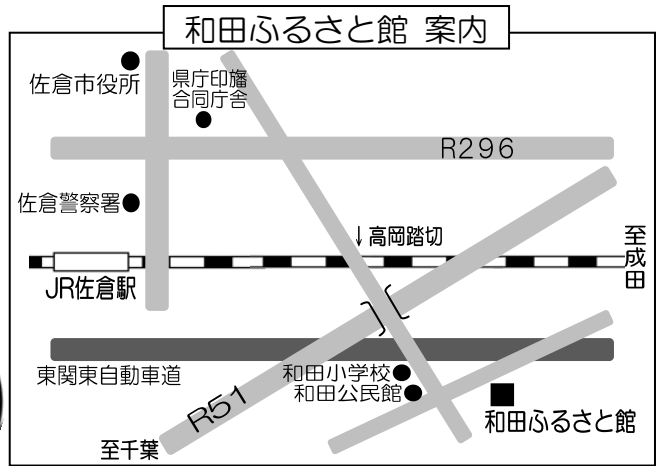 和田ふるさと館 案内
佐倉市役所
県庁印旛
合同庁舎
R296
佐倉警察署
↓高岡踏切
至成田
JR佐倉駅
東関東自動車道
和田小学校
和田公民館
R51
和田ふるさと館
至千葉